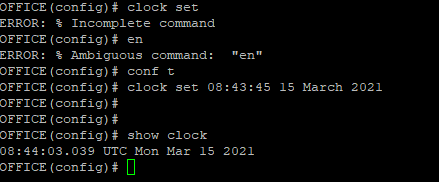 OFFICE(config)# clock set
ERROR: % Incomplete command
OFFICE(config)# en
ERROR: % Ambiguous command:  "en"
OFFICE(config)# conf t
OFFICE(config)# clock set 08:43:45 15 March 2021
OFFICE(config)#
OFFICE(config)#
OFFICE(config)# show clock
08:44:03.039 UTC Mon Mar 15 2021
OFFICE(config)#